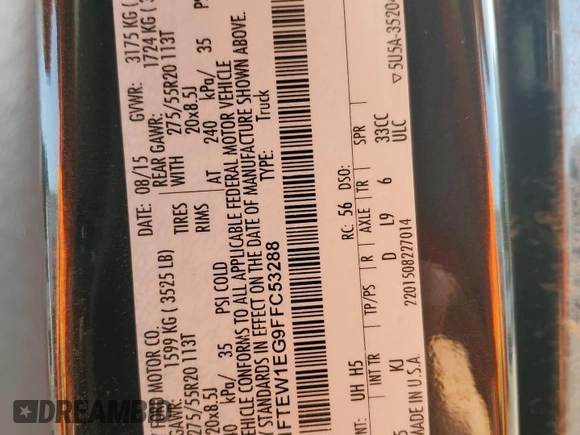 DATE: 08/15 GVWR: 3175 KG (
FORD MOTOR CO. REAR GAWR: 1724 KG (
GAWR: 1599 KG ( 3525 LB) WITH 275/55R20 113T
275/55R20 113T TIRES 20x8.5J
20x8.5J RIMS AT 240 kPa/ 35 PS
kPa/ 35 PSI COLD
VEHICLE CONFORMS TO ALL APPLICABLE FEDERAL MOTOR VEHICLE
STANDARDS IN EFFECT ON THE DATE OF MANUFACTURE SHOWN ABOVE.
FTEW1EG9FFC53288 TYPE: Truck
UH H5 RC: 56 DSO:
INT TR TP/PS R AXLE TR SPR
KJ D L9 6 33CC
MADE IN U.S.A. 2201508227014 ULC
▽5U5A-3520
DREAMBID